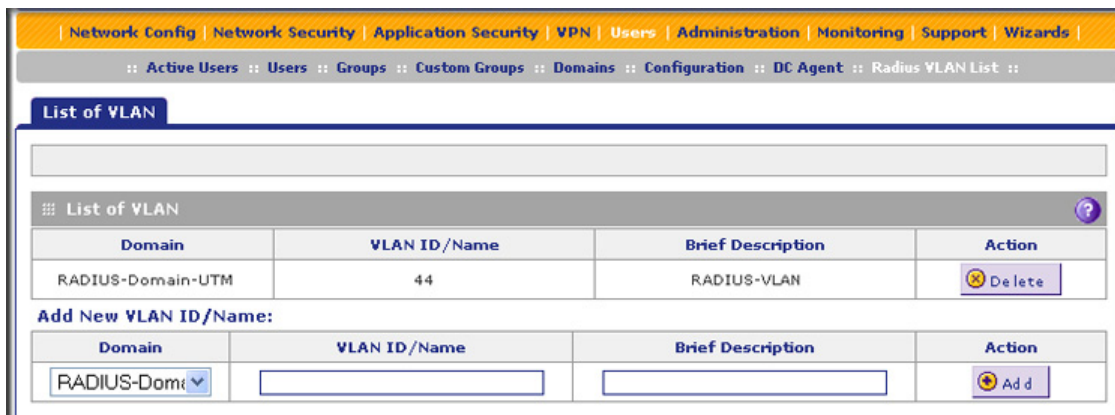 | Network Config | Network Security | Application Security | VPN | Users | Administration | Monitoring | Support | Wizards |
:: Active Users :: Users :: Groups :: Custom Groups :: Domains :: Configuration :: DC Agent :: Radius VLAN List ::
List of VLAN
List of VLAN ?
Domain VLAN ID/Name Brief Description Action
RADIUS-Domain-UTM 44 RADIUS-VLAN Delete
Add New VLAN ID/Name:
Domain VLAN ID/Name Brief Description Action
RADIUS-Doma Add